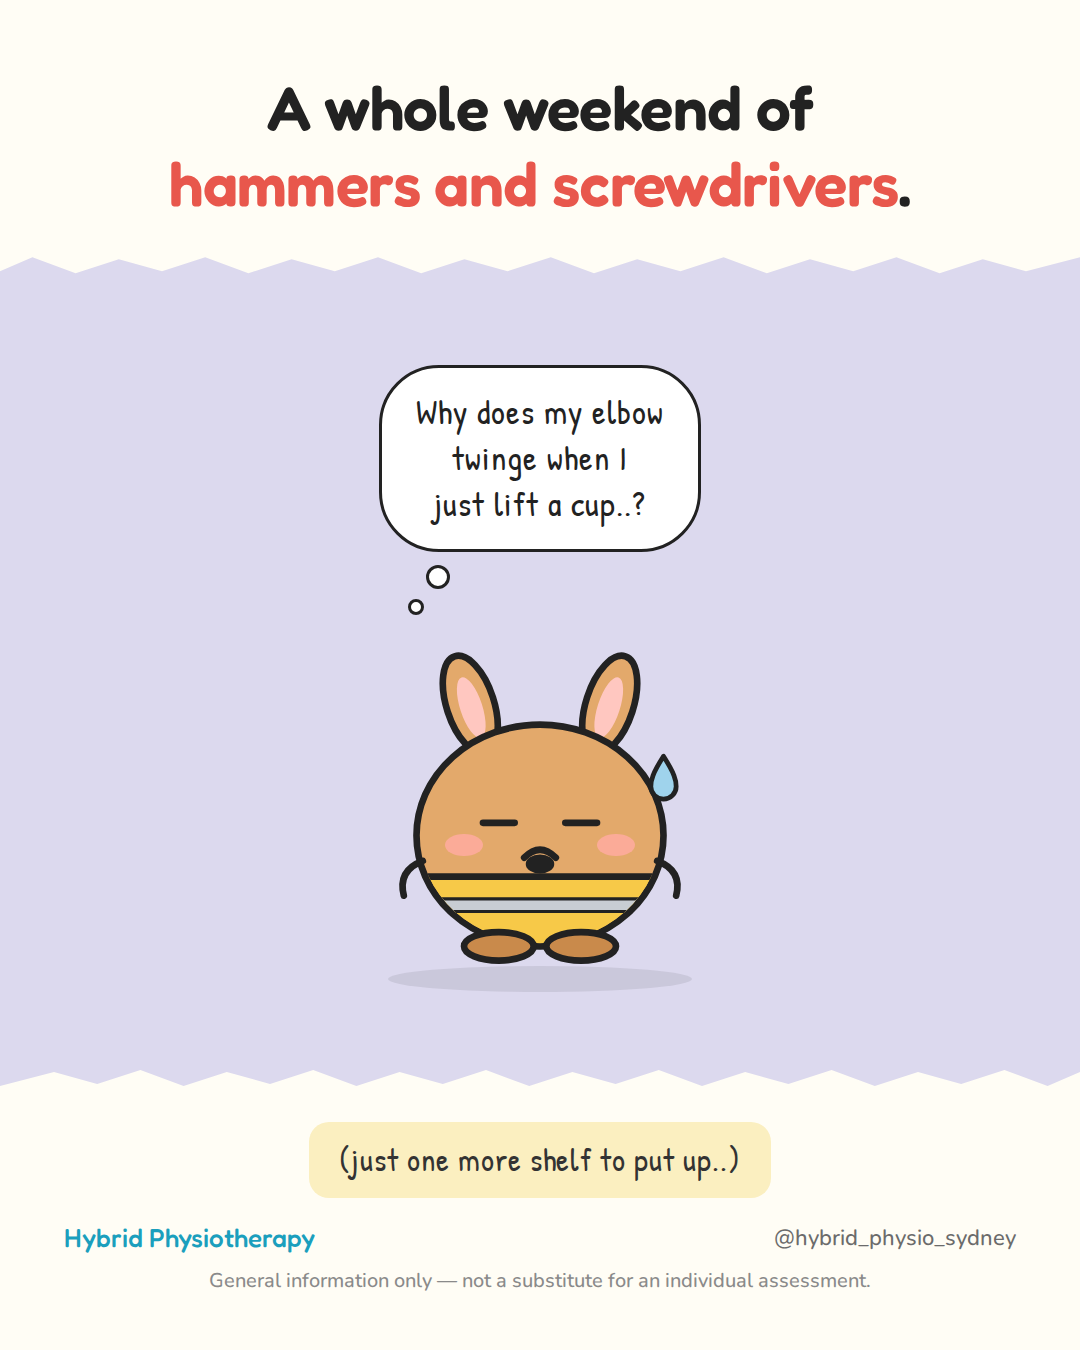 A whole weekend of
hammers and screwdrivers.
Why does my elbow
twinge when I
just lift a cup..?
(just one more shelf to put up..)
Hybrid Physiotherapy
@hybrid_physio_sydney
General information only — not a substitute for an individual assessment.